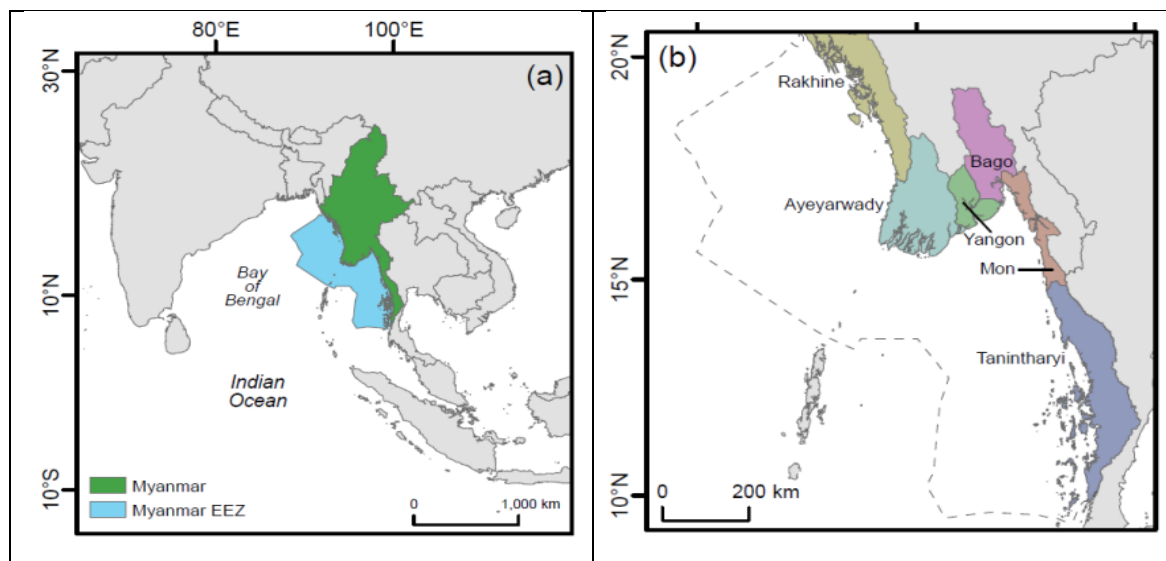 80°E
100°E
(a)
30°N
10°N
10°S
Bay
of
Bengal
Indian
Ocean
Myanmar
Myanmar EEZ
0
1,000 km
(b)
20°N
15°N
10°N
Rakhine
Bago
Ayeyarwady
Yangon
Mon
Tanintharyi
0
200 km